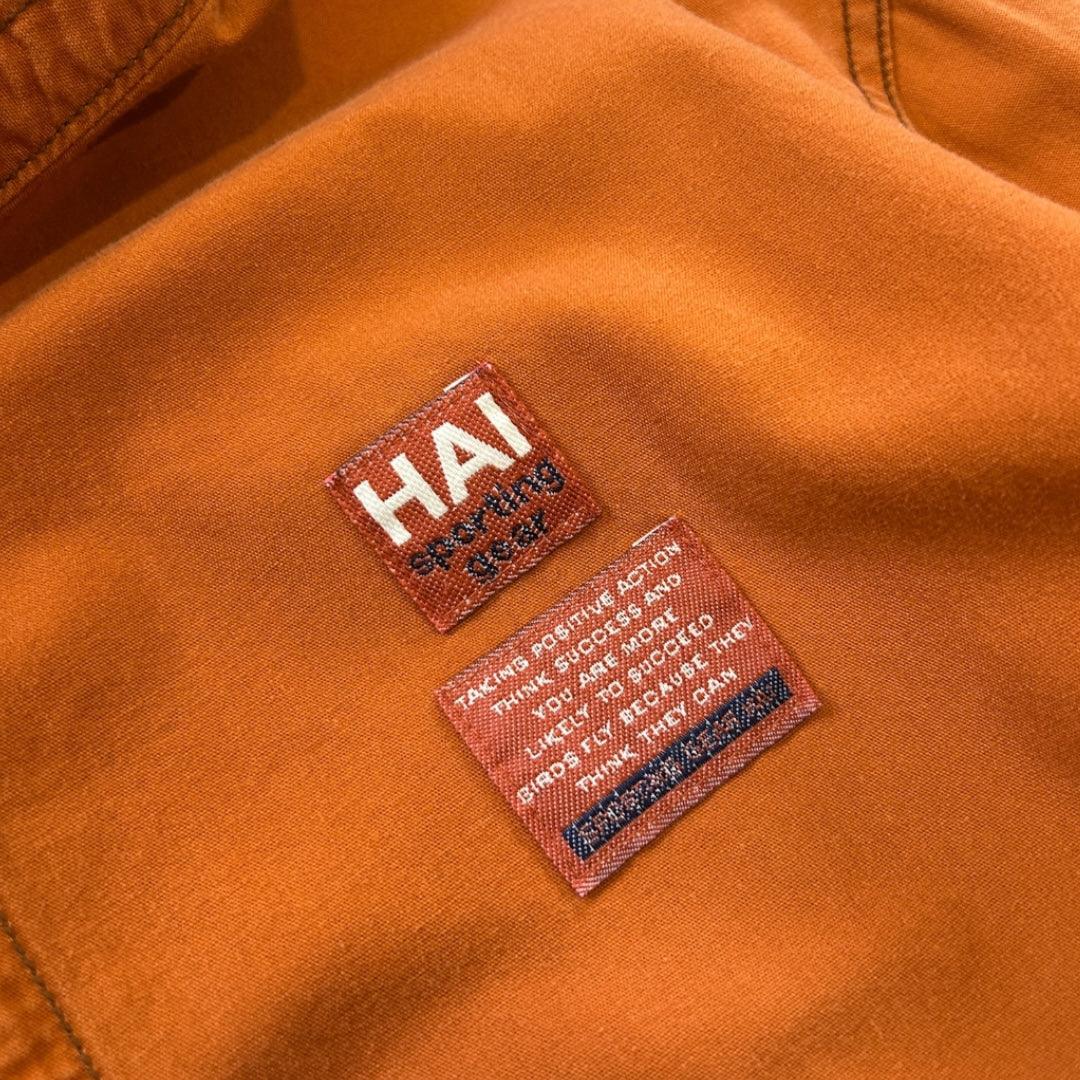 HAI
sporting
gear
TAKING POSITIVE ACTION
THINK SUCCESS AND
YOU ARE MORE
LIKELY TO SUCCEED
BIRDS FLY BECAUSE THEY
THINK THEY CAN